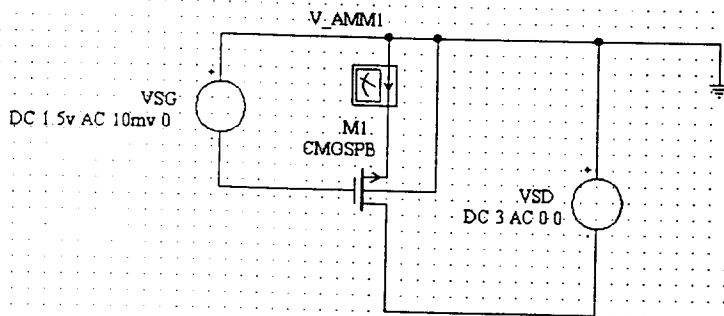 V_AMM1
VSG
DC 1.5v AC 10mv 0
M1
CMOSPB
VSD
DC 3 AC 0 0